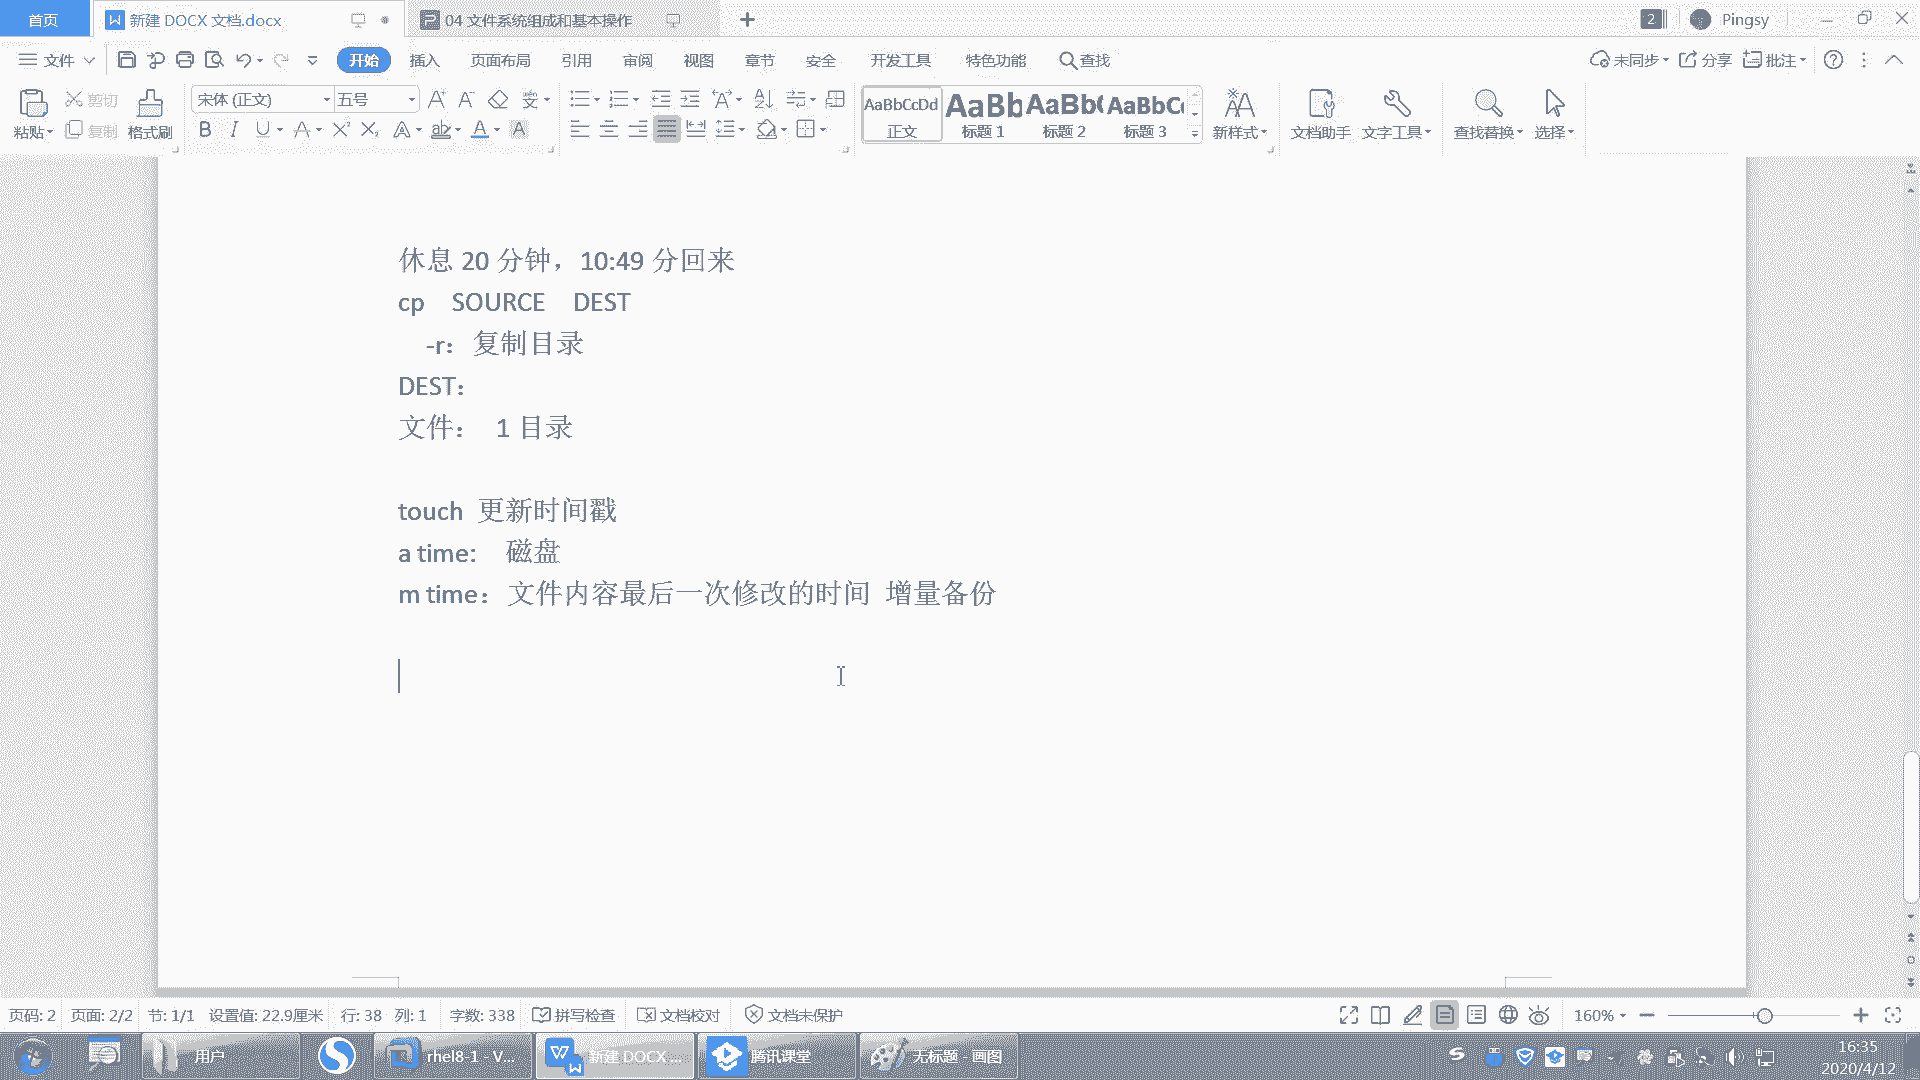 首页 新建 DOCX 文档.docx 04 文件系统组成和基本操作 2 Pingsy
文件 开始 插入 页面布局 引用 审阅 视图 章节 安全 开发工具 特色功能 查找 未同步 分享 批注
粘贴 剪切 复制 格式刷 宋体 (正文) 五号
AaBbCcDd AaBb AaBb( AaBbC
正文 标题 1 标题 2 标题 3 新样式 文档助手 文字工具 查找替换 选择
休息 20 分钟，10:49 分回来
cp SOURCE DEST
-r：复制目录
DEST：
文件： 1 目录
touch 更新时间戳
a time: 磁盘
m time：文件内容最后一次修改的时间 增量备份
页码: 2 页面: 2/2 节: 1/1 设置值: 22.9厘米 行: 38 列: 1 字数: 338 拼写检查 文档校对 文档未保护 160%
用户 rhel8-1 - V... 新建 DOCX ... 腾讯课堂 无标题 - 画图 16:35
2020/4/12